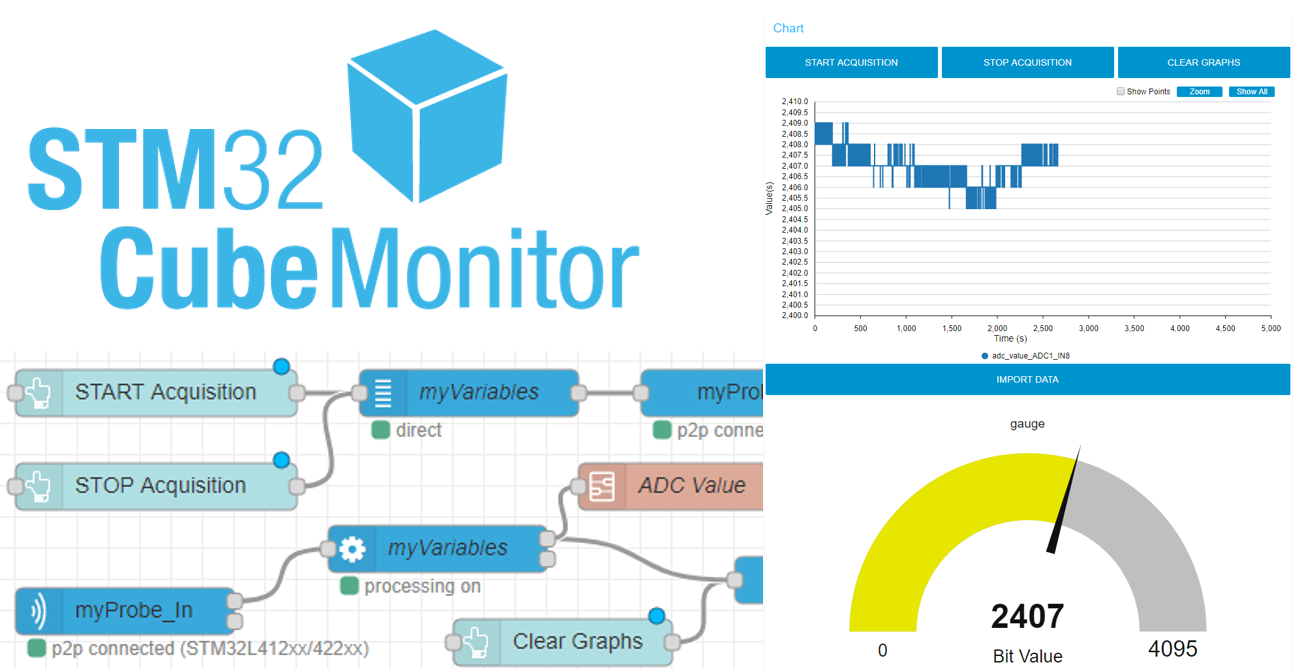 STM32
CubeMonitor
START Acquisition
myVariables
myProl
direct
p2p conne
STOP Acquisition
ADC Value
myVariables
processing on
myProbe_In
p2p connected (STM32L412xx/422xx)
Clear Graphs
Chart
START ACQUISITION
STOP ACQUISITION
CLEAR GRAPHS
Show Points
Zoom
Show All
Value(s)
2,410.0
2,409.5
2,409.0
2,408.5
2,408.0
2,407.5
2,407.0
2,406.5
2,406.0
2,405.5
2,405.0
2,404.5
2,404.0
2,403.5
2,403.0
2,402.5
2,402.0
2,401.5
2,401.0
2,400.5
2,400.0
0 500 1,000 1,500 2,000 2,500 3,000 3,500 4,000 4,500 5,000
Time (s)
adc_value_ADC1_IN8
IMPORT DATA
gauge
2407
0
Bit Value
4095